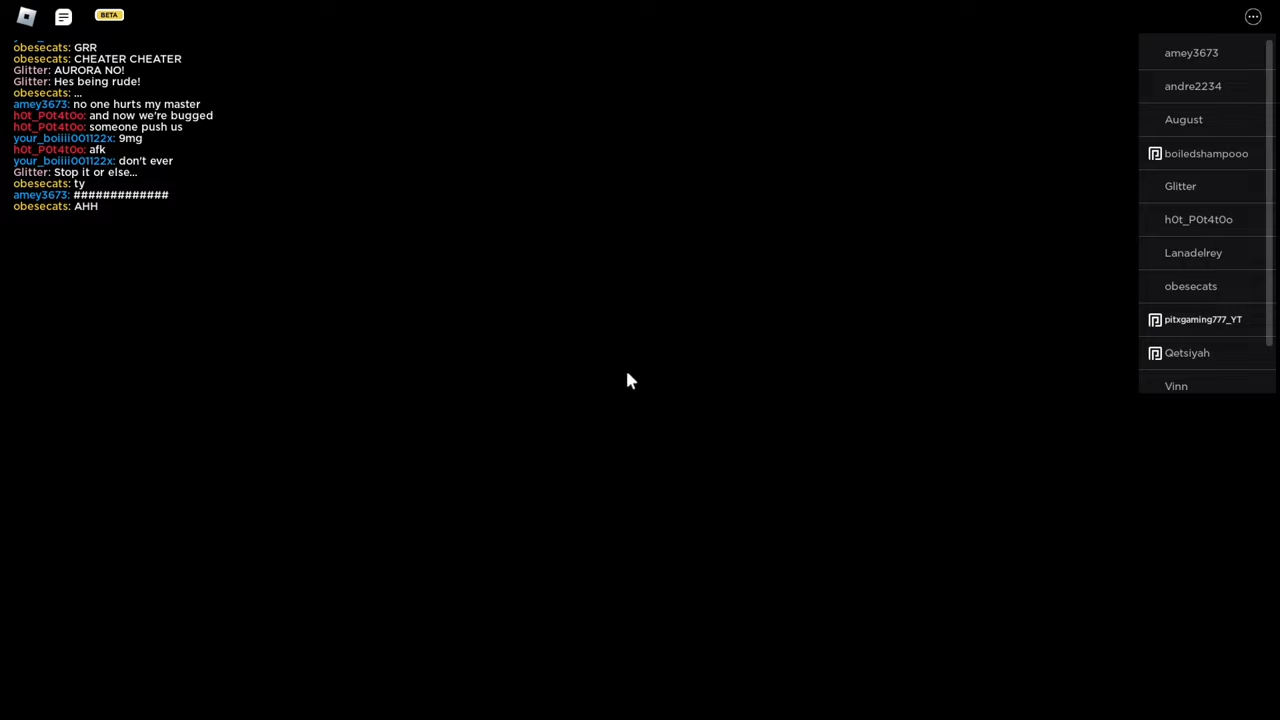 BETA
obesecats: GRR
obesecats: CHEATER CHEATER
Glitter: AURORA NO!
Glitter: Hes being rude!
obesecats: ...
amey3673: no one hurts my master
h0t_P0t4t0o: and now we're bugged
h0t_P0t4t0o: someone push us
your_boiiii001122x: 9mg
h0t_P0t4t0o: afk
your_boiiii001122x: don't ever
Glitter: Stop it or else...
obesecats: ty
amey3673: #############
obesecats: AHH
amey3673
andre2234
August
boiledshampooo
Glitter
h0t_P0t4t0o
Lanadelrey
obesecats
pitxgaming777_YT
Qetsiyah
Vinn